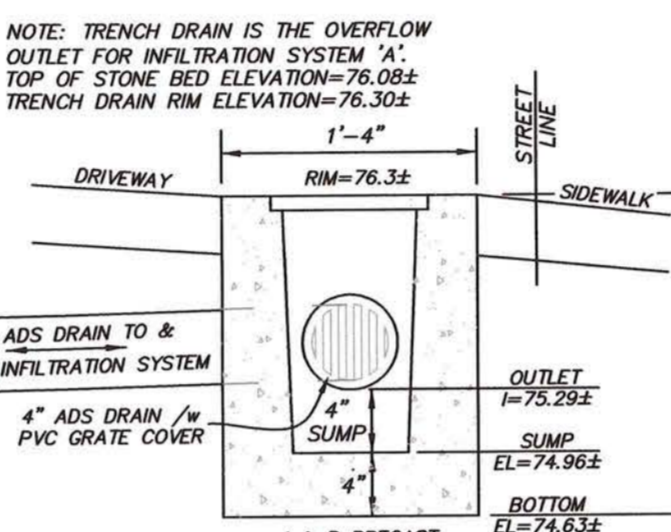 NOTE: TRENCH DRAIN IS THE OVERFLOW
OUTLET FOR INFILTRATION SYSTEM 'A'.
TOP OF STONE BED ELEVATION=76.08±
TRENCH DRAIN RIM ELEVATION=76.30±
1'-4"
STREET
LINE
DRIVEWAY
RIM=76.3±
SIDEWALK
ADS DRAIN TO &
INFILTRATION SYSTEM
4" ADS DRAIN /w
PVC GRATE COVER
4"
SUMP
4"
OUTLET
I=75.29±
SUMP
EL=74.96±
BOTTOM
EL=74.63±